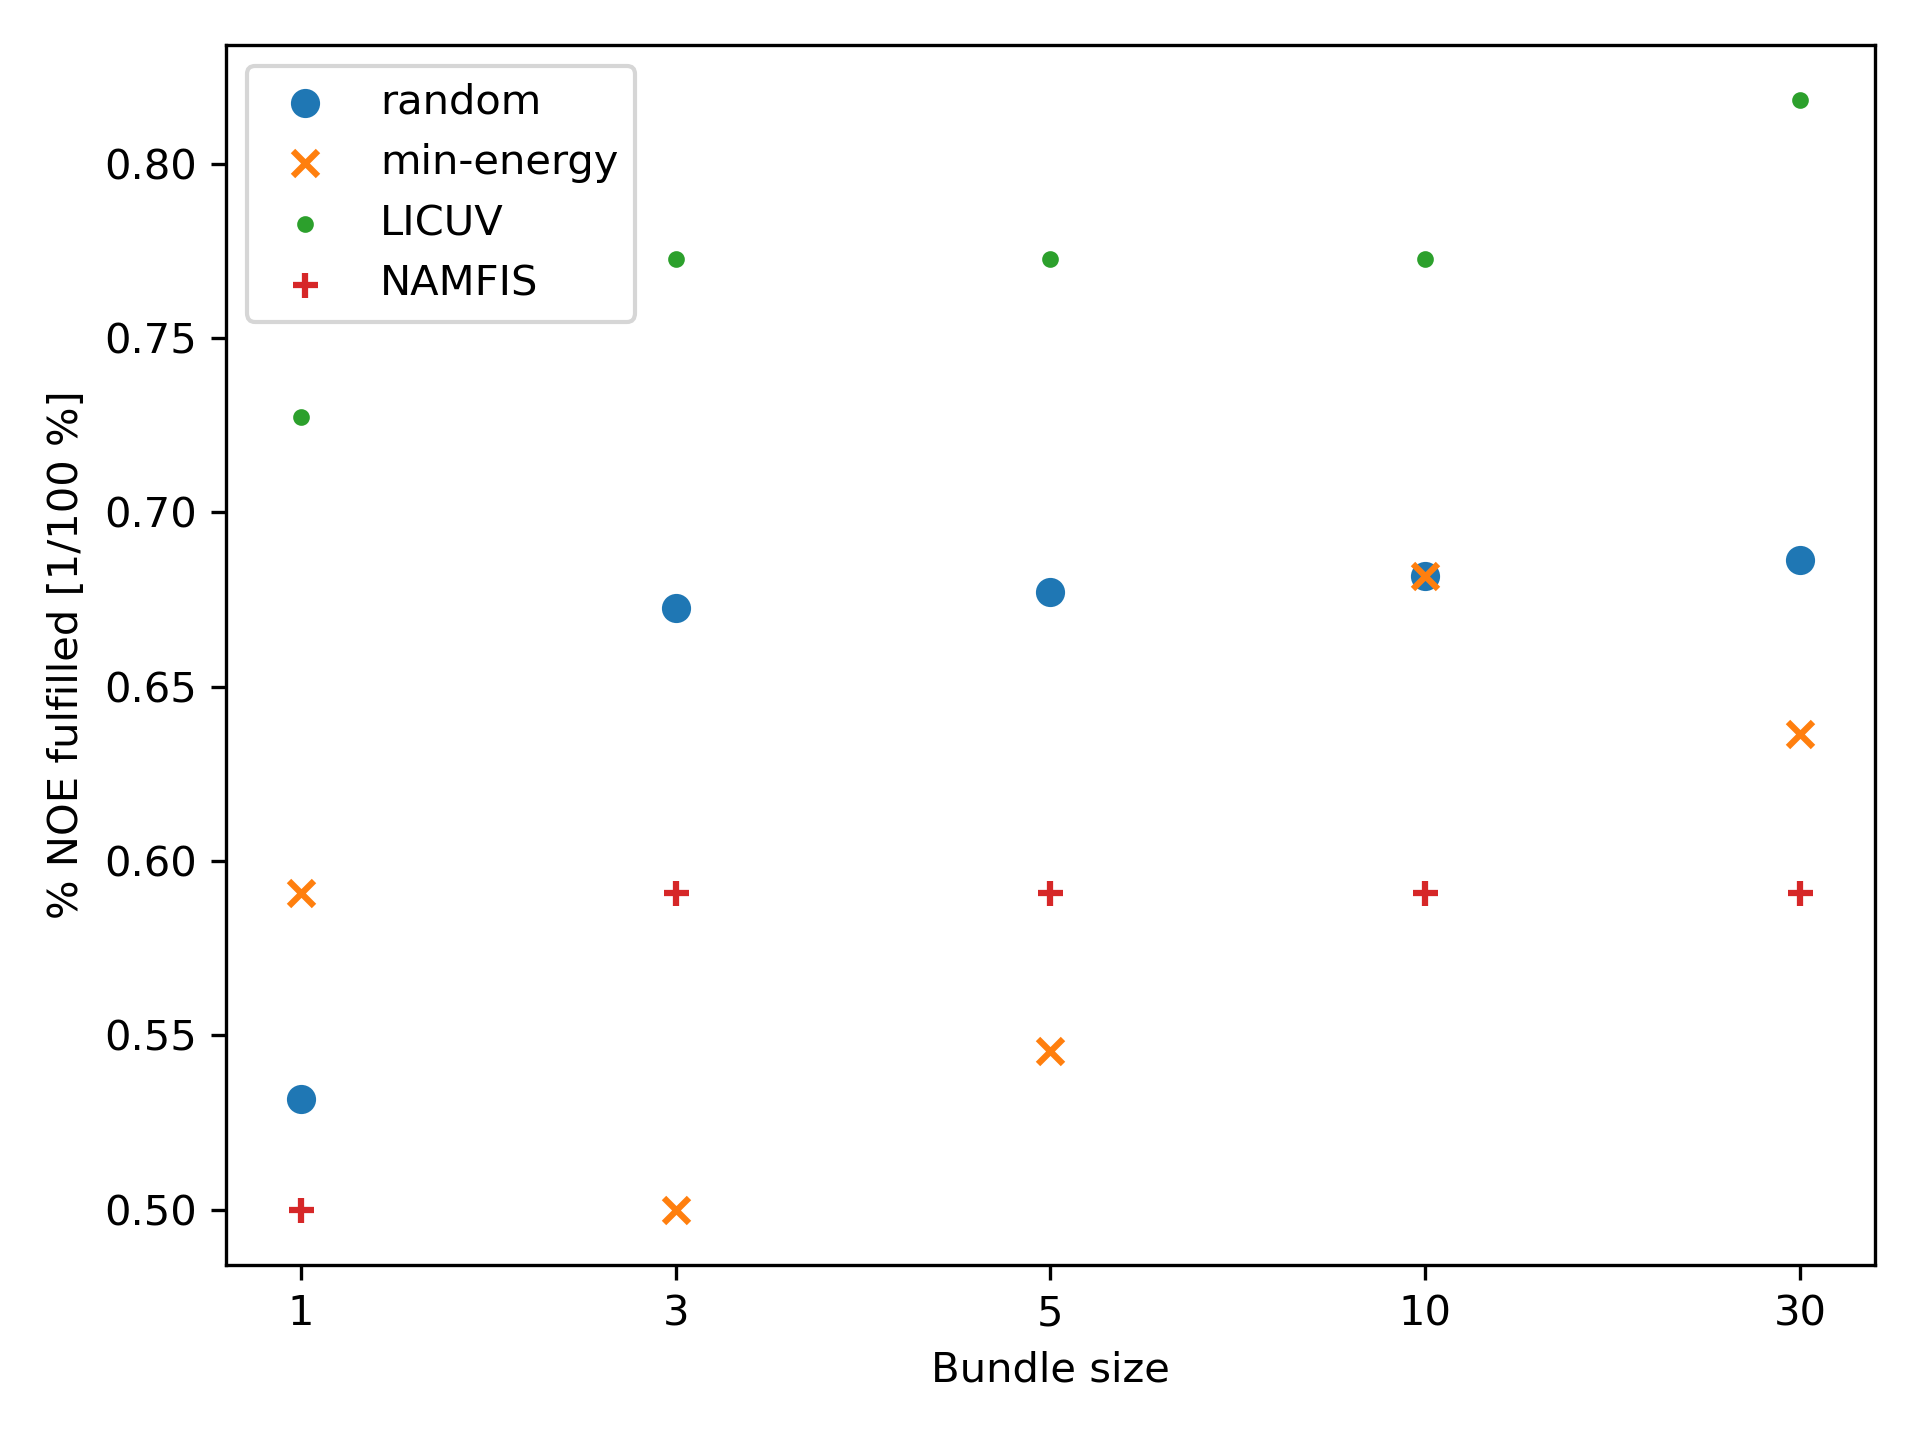 random
min-energy
LICUV
NAMFIS
0.80
0.75
0.70
0.65
0.60
0.55
0.50
% NOE fulfilled [1/100 %]
1 3 5 10 30
Bundle size